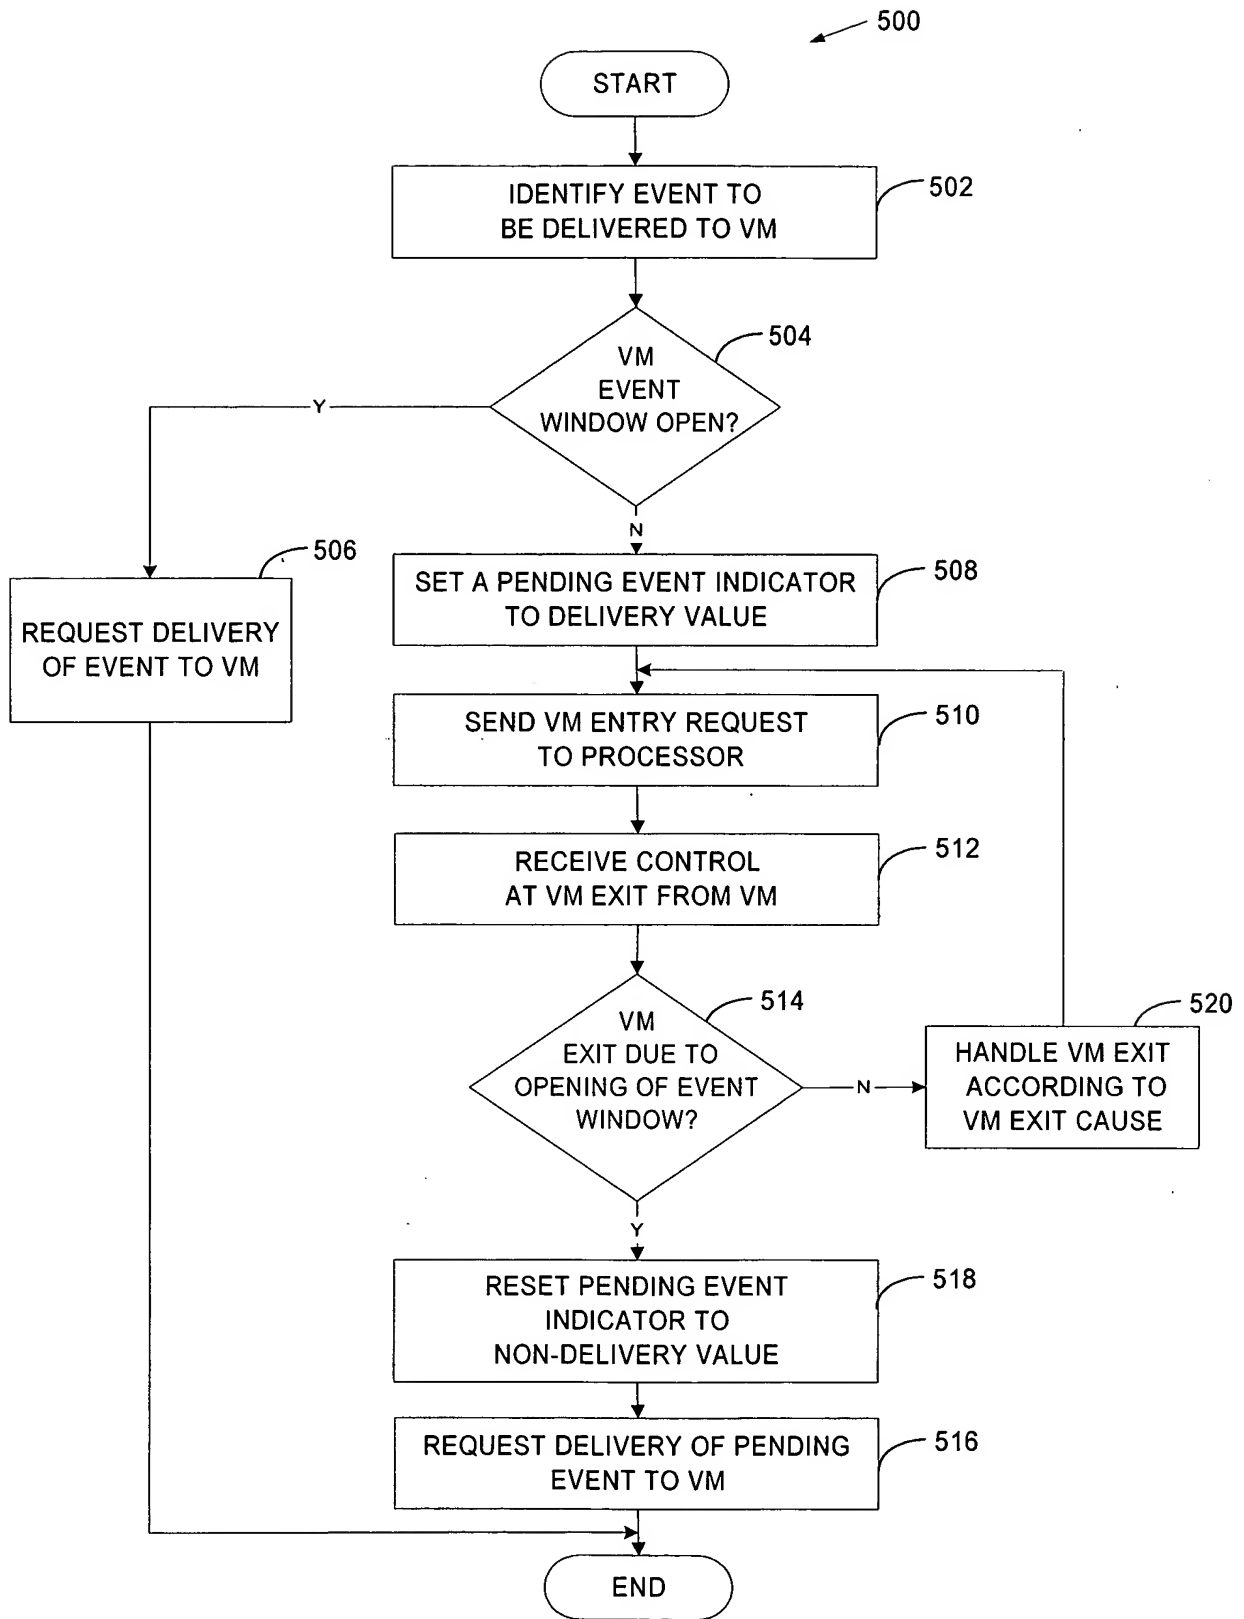 500
START
IDENTIFY EVENT TO
BE DELIVERED TO VM
502
VM
EVENT
WINDOW OPEN?
504
Y
N
REQUEST DELIVERY
OF EVENT TO VM
506
SET A PENDING EVENT INDICATOR
TO DELIVERY VALUE
508
SEND VM ENTRY REQUEST
TO PROCESSOR
510
RECEIVE CONTROL
AT VM EXIT FROM VM
512
VM
EXIT DUE TO
OPENING OF EVENT
WINDOW?
514
N
HANDLE VM EXIT
ACCORDING TO
VM EXIT CAUSE
520
Y
RESET PENDING EVENT
INDICATOR TO
NON-DELIVERY VALUE
518
REQUEST DELIVERY OF PENDING
EVENT TO VM
516
END